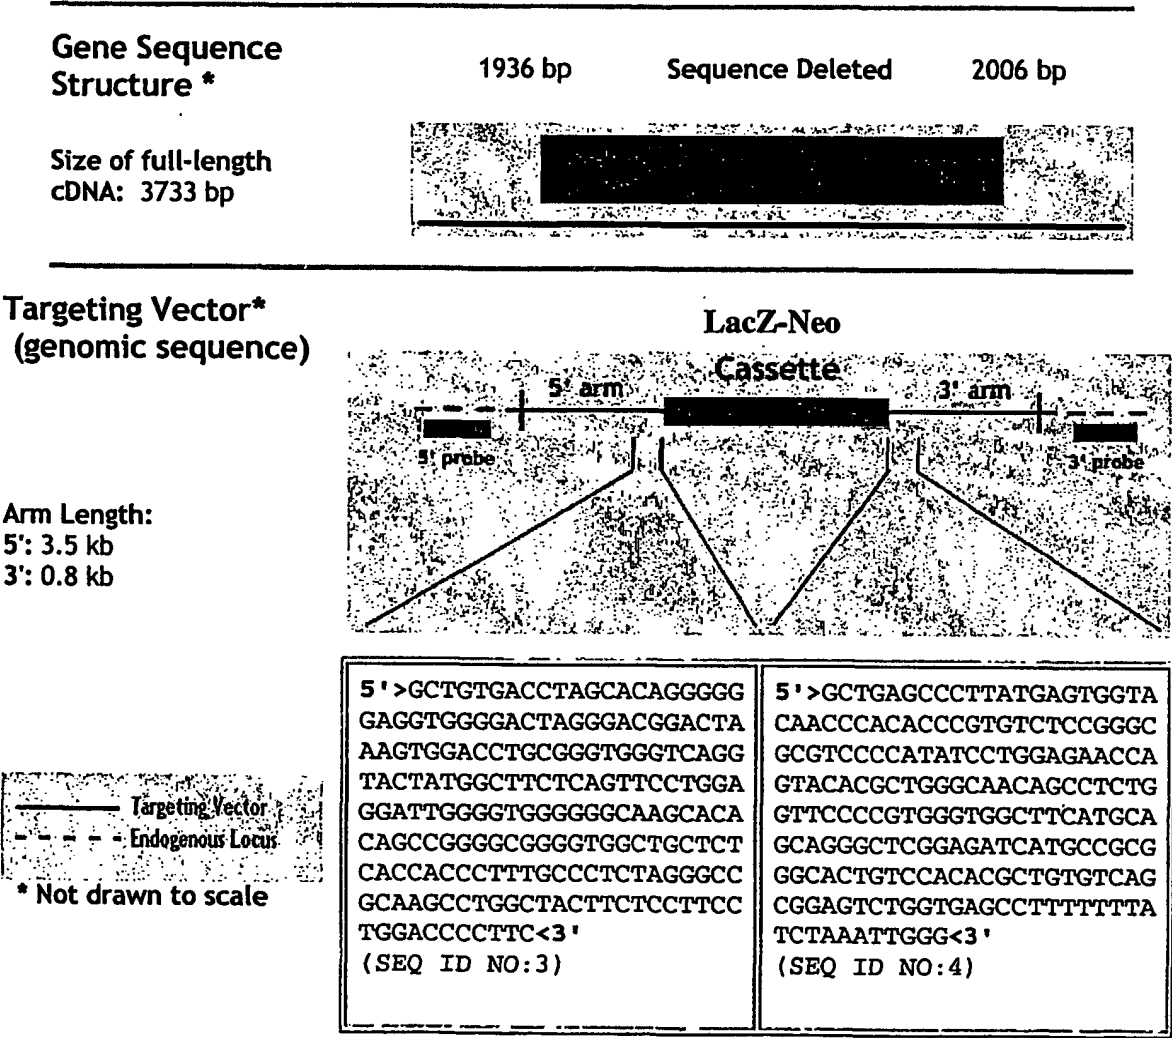 Gene Sequence
Structure *
1936 bp Sequence Deleted 2006 bp
Size of full-length
cDNA: 3733 bp
Targeting Vector*
(genomic sequence)
LacZ-Neo
Cassette
5' arm
3' arm
5' probe
3' probe
Arm Length:
5': 3.5 kb
3': 0.8 kb
Targeting Vector
Endogenous Locus
* Not drawn to scale
5'>GCTGTGACCTAGCACAGGGGG
GAGGTGGGGACTAGGGACGGACTA
AAGTGGACCTGCGGGTGGGTCAGG
TACTATGGCTTCTCAGTTCCTGGA
GGATTGGGGTGGGGGGCAAGCACA
CAGCCGGGGCGGGGTGGCTGCTCT
CACCACCCTTTGCCCTCTAGGGCC
GCAAGCCTGGCTACTTCTCCTTCC
TGGACCCCTTC<3'
(SEQ ID NO:3)
5'>GCTGAGCCCTTATGAGTGGTA
CAACCCACACCCGTGTCTCCGGGC
GCGTCCCCATATCCTGGAGAACCA
GTACACGCTGGGCAACAGCCTCTG
GTTCCCCGTGGGTGGCTTCATGCA
GCAGGGCTCGGAGATCATGCCGCG
GGCACTGTCCACACGCTGTGTCAG
CGGAGTCTGGTGAGCCTTTTTTTA
TCTAAATTGGG<3'
(SEQ ID NO:4)